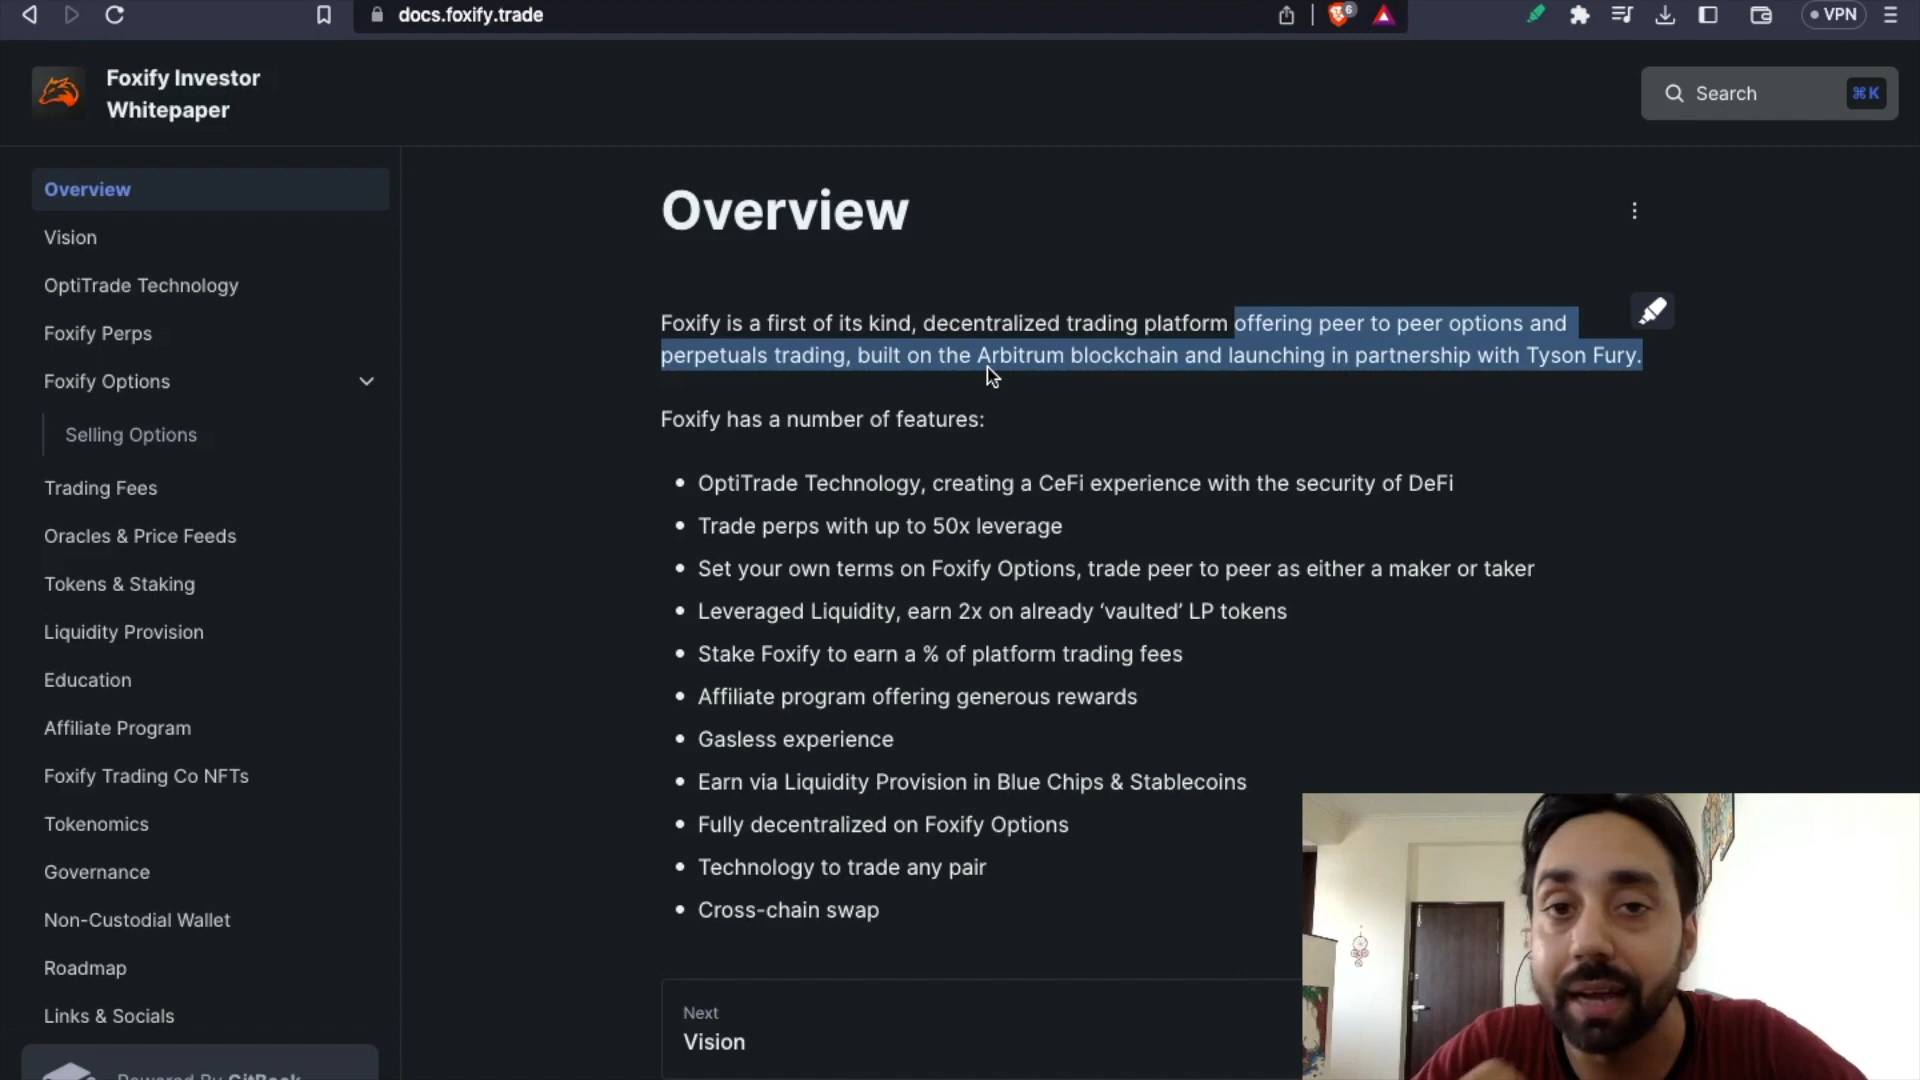 docs.foxify.trade
6
VPN
Foxify Investor
Whitepaper
Search
⌘K
Overview
Vision
OptiTrade Technology
Foxify Perps
Foxify Options
Selling Options
Trading Fees
Oracles & Price Feeds
Tokens & Staking
Liquidity Provision
Education
Affiliate Program
Foxify Trading Co NFTs
Tokenomics
Governance
Non-Custodial Wallet
Roadmap
Links & Socials
Powered By GitBook
Overview
Foxify is a first of its kind, decentralized trading platform offering peer to peer options and
perpetuals trading, built on the Arbitrum blockchain and launching in partnership with Tyson Fury.
Foxify has a number of features:
• OptiTrade Technology, creating a CeFi experience with the security of DeFi
• Trade perps with up to 50x leverage
• Set your own terms on Foxify Options, trade peer to peer as either a maker or taker
• Leveraged Liquidity, earn 2x on already ‘vaulted’ LP tokens
• Stake Foxify to earn a % of platform trading fees
• Affiliate program offering generous rewards
• Gasless experience
• Earn via Liquidity Provision in Blue Chips & Stablecoins
• Fully decentralized on Foxify Options
• Technology to trade any pair
• Cross-chain swap
Next
Vision